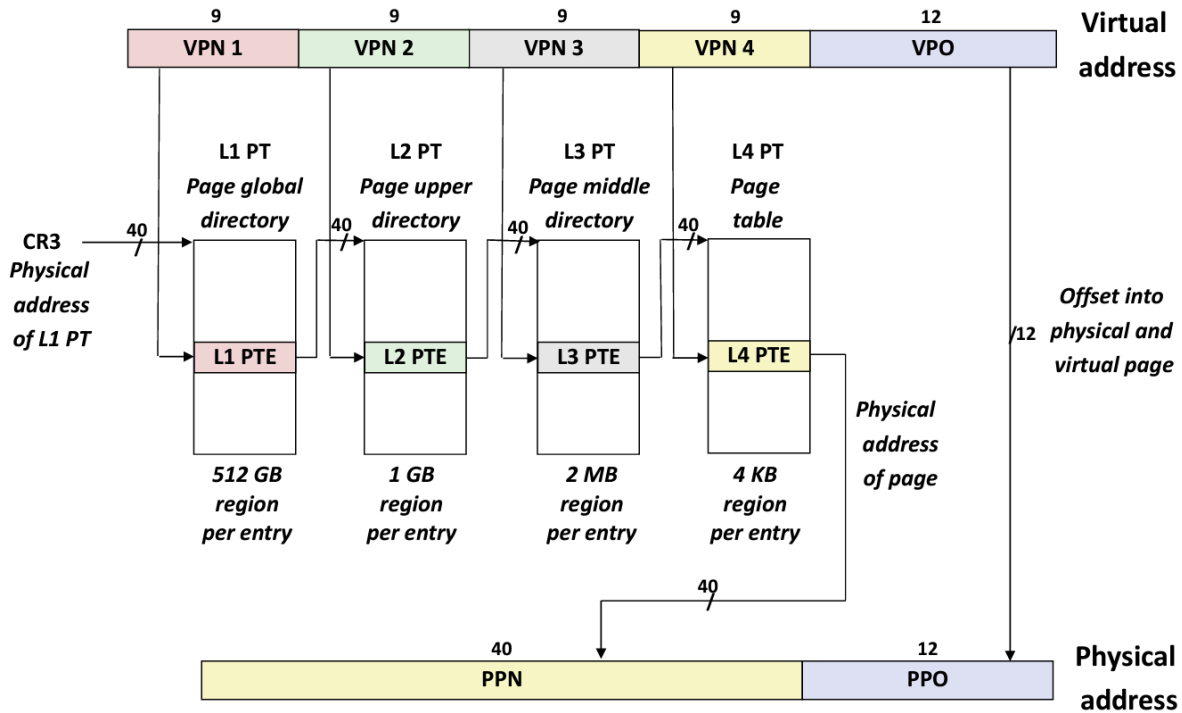 9 9 9 9 12
VPN 1 VPN 2 VPN 3 VPN 4 VPO
Virtual
address
L1 PT
Page global
directory
L2 PT
Page upper
directory
L3 PT
Page middle
directory
L4 PT
Page
table
CR3
Physical
address
of L1 PT
40
40
40
40
L1 PTE L2 PTE L3 PTE L4 PTE
/12
Offset into
physical and
virtual page
512 GB
region
per entry
1 GB
region
per entry
2 MB
region
per entry
4 KB
region
per entry
Physical
address
of page
40
40 12
PPN PPO
Physical
address